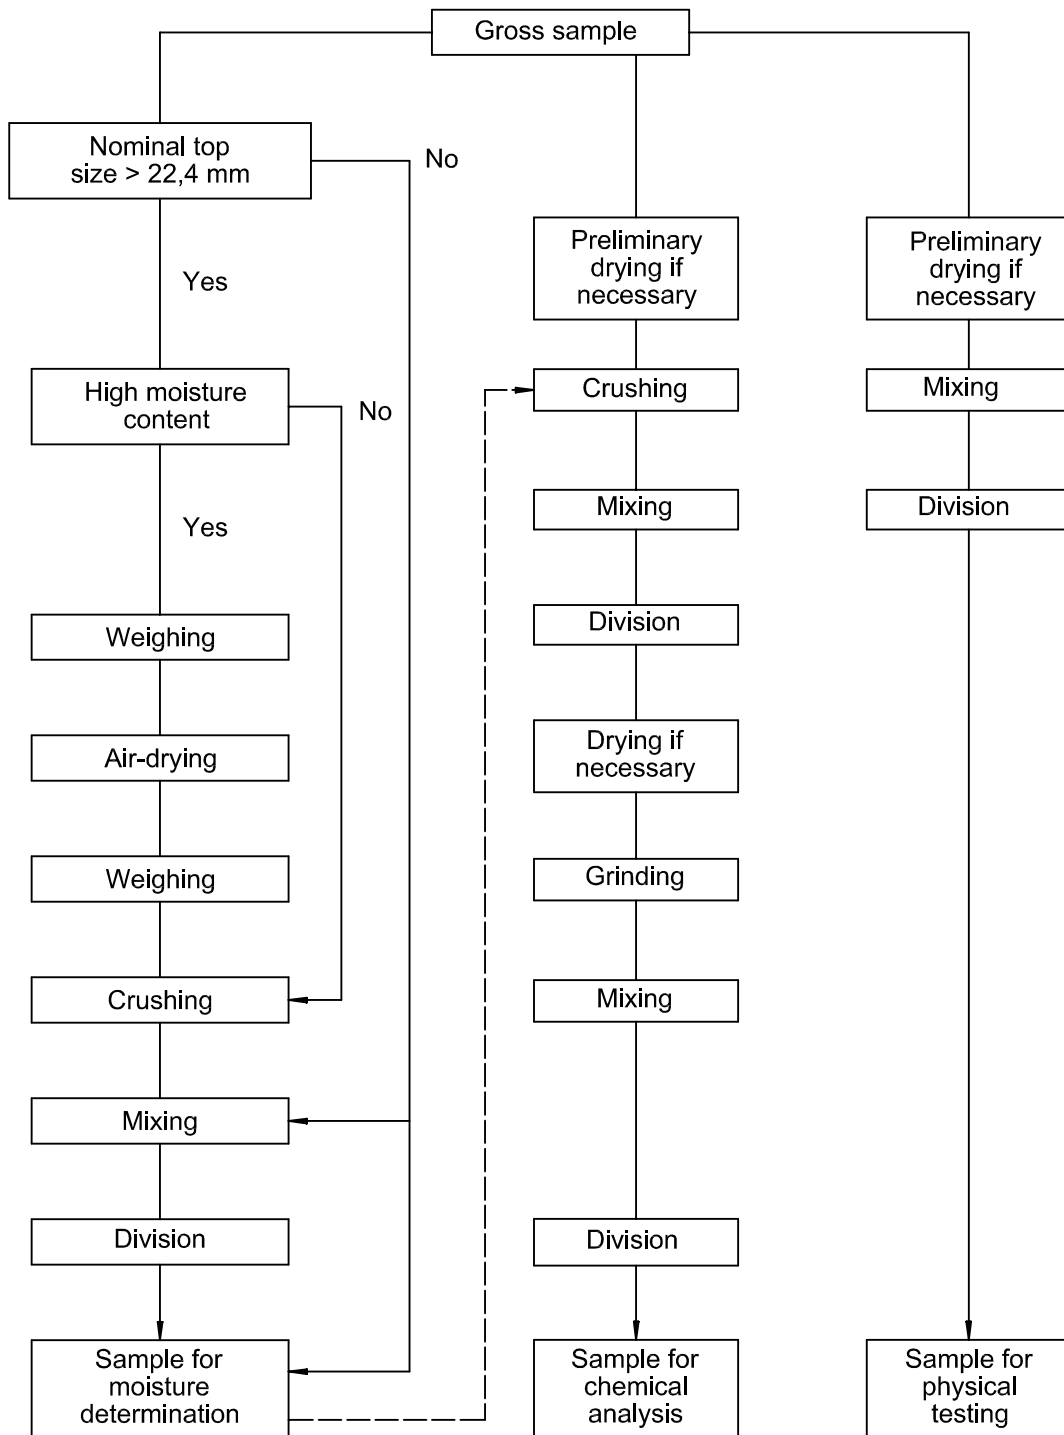 Gross sample
Nominal top
size > 22,4 mm
No
Yes
High moisture
content
No
Yes
Weighing
Air-drying
Weighing
Crushing
Mixing
Division
Sample for
moisture
determination
Preliminary
drying if
necessary
Crushing
Mixing
Division
Drying if
necessary
Grinding
Mixing
Division
Sample for
chemical
analysis
Preliminary
drying if
necessary
Mixing
Division
Sample for
physical
testing